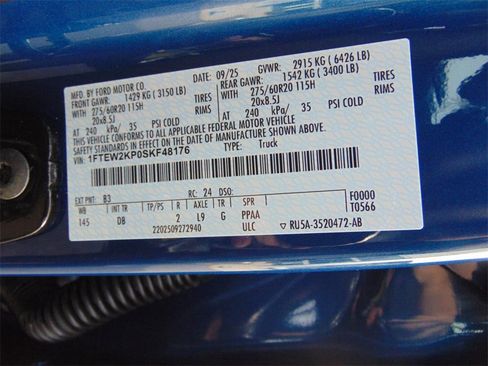 MFD. BY FORD MOTOR CO.
09/25 GVWR: 2915 KG (6426 LB)
FRONT GAWR: 1429 KG (3150 LB) REAR GAWR: 1542 KG (3400 LB)
275/60R20 115H TIRES 275/60R20 115H TIRES
20x8.5J RIMS 20x8.5J RIMS
AT 240 kPa/ 35 PSI COLD AT 240 kPa/ 35 PSI COLD
THIS VEHICLE CONFORMS TO ALL APPLICABLE FEDERAL MOTOR VEHICLE
SAFETY AND THEFT PREVENTION STANDARDS IN EFFECT ON THE DATE OF MANUFACTURE SHOWN ABOVE.
VIN: 1FTEW2KP0SKF48176 TYPE: Truck
EXT PNT: B3 RC: 24 DSO: F0000
WB INT TR TP/PS R AXLE TR SPR T0566
145 DB 2 L9 G PPAA
2202509272940 ULC RU5A-3520472-AB